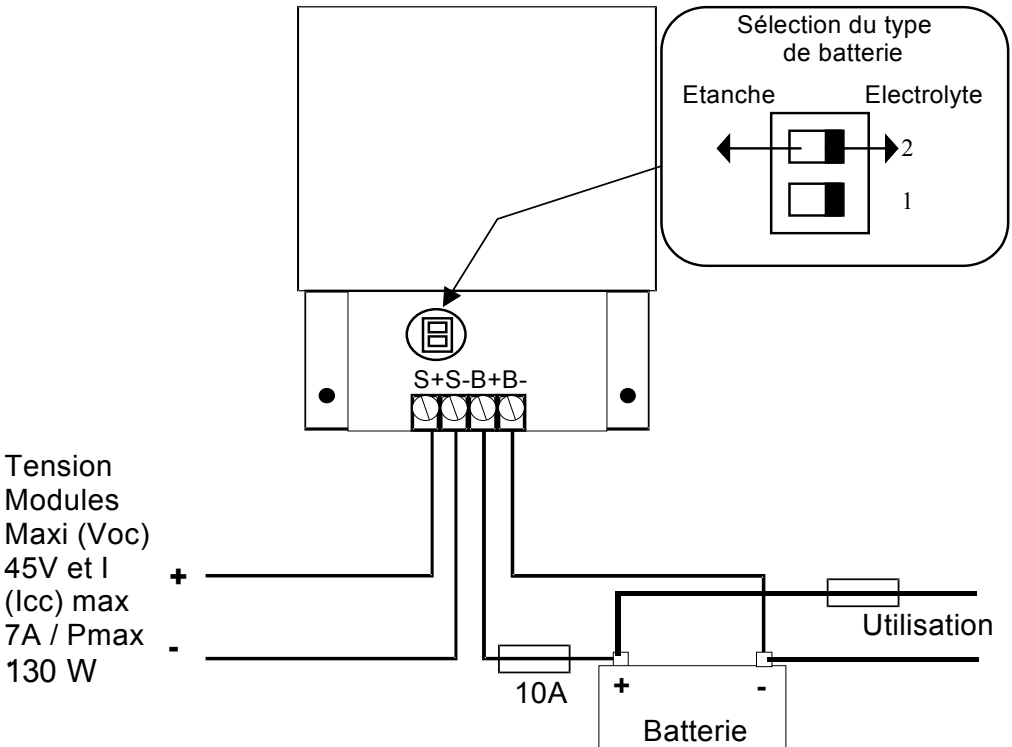 Sélection du type
de batterie
Etanche Electrolyte
2
1
S+S-B+B-
Tension
Modules
Maxi (Voc)
45V et I
(Icc) max
7A / Pmax
130 W
+
-
Utilisation
10A
+ -
Batterie